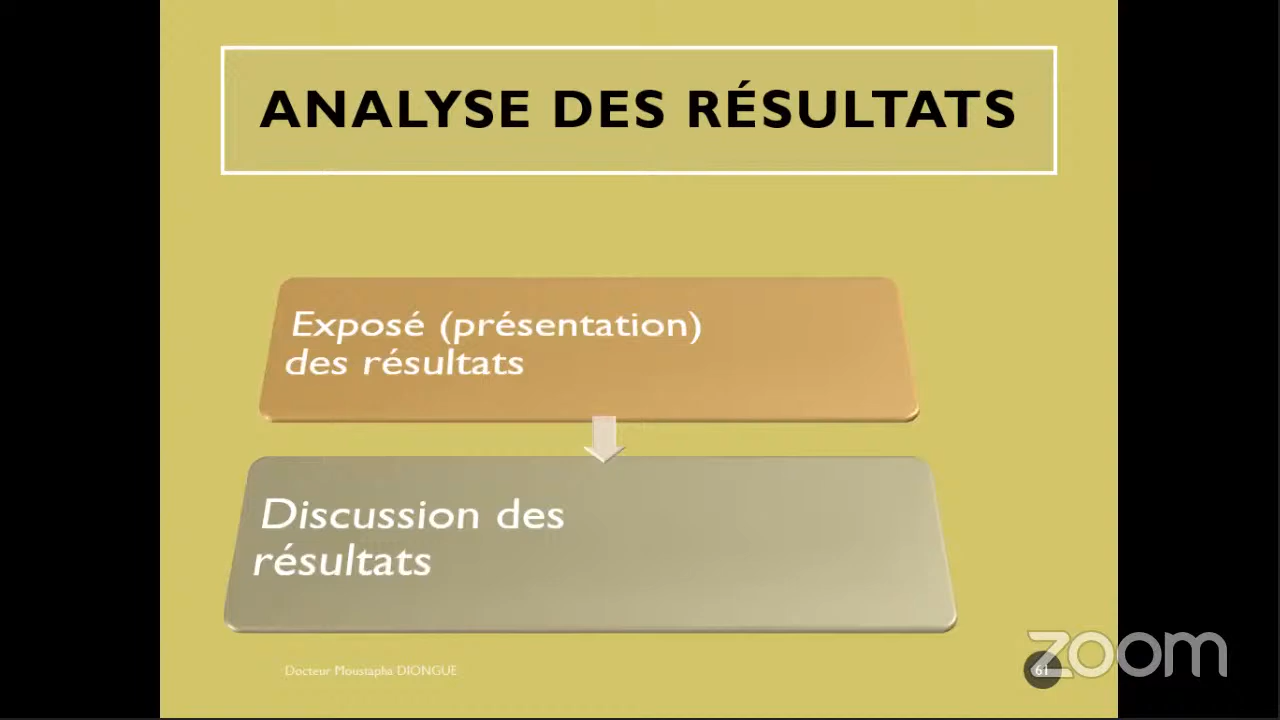 ANALYSE DES RÉSULTATS
Exposé (présentation)
des résultats
Discussion des
résultats
Docteur Moustapha DIONGUE
61
zoom